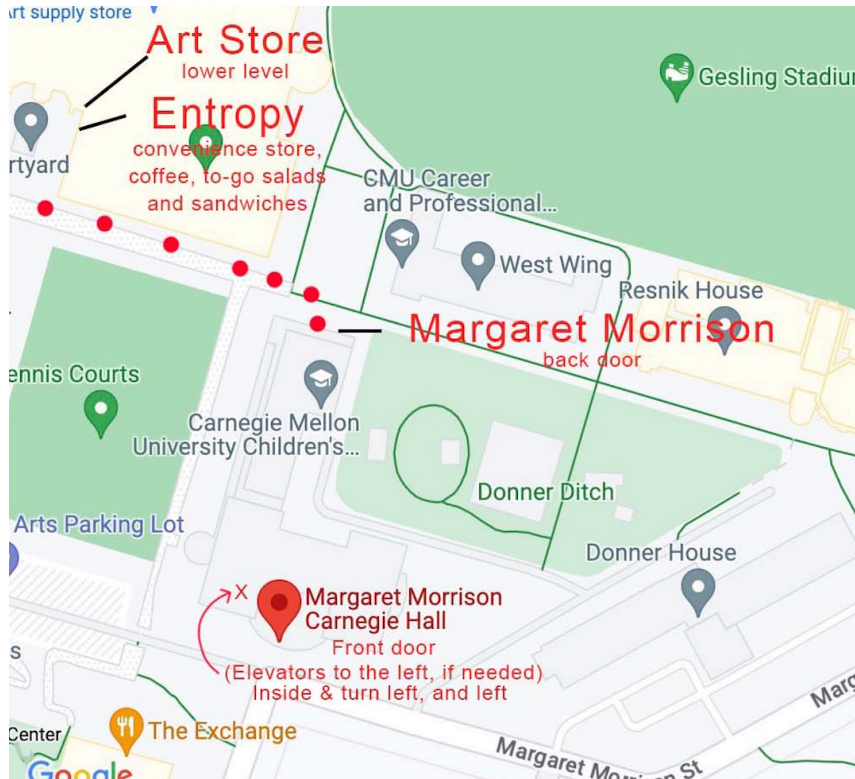 Art supply store
Art Store
lower level
Gesling Stadiu
Entropy
convenience store,
coffee, to-go salads
and sandwiches
rtyard
CMU Career
and Professional...
West Wing
Resnik House
Margaret Morrison
back door
ennis Courts
Carnegie Mellon
University Children's...
Donner Ditch
Arts Parking Lot
Donner House
X
Margaret Morrison
Carnegie Hall
Front door
(Elevators to the left, if needed)
Inside & turn left, and left
s
Center
The Exchange
Google
Margaret Morrison St
Marg